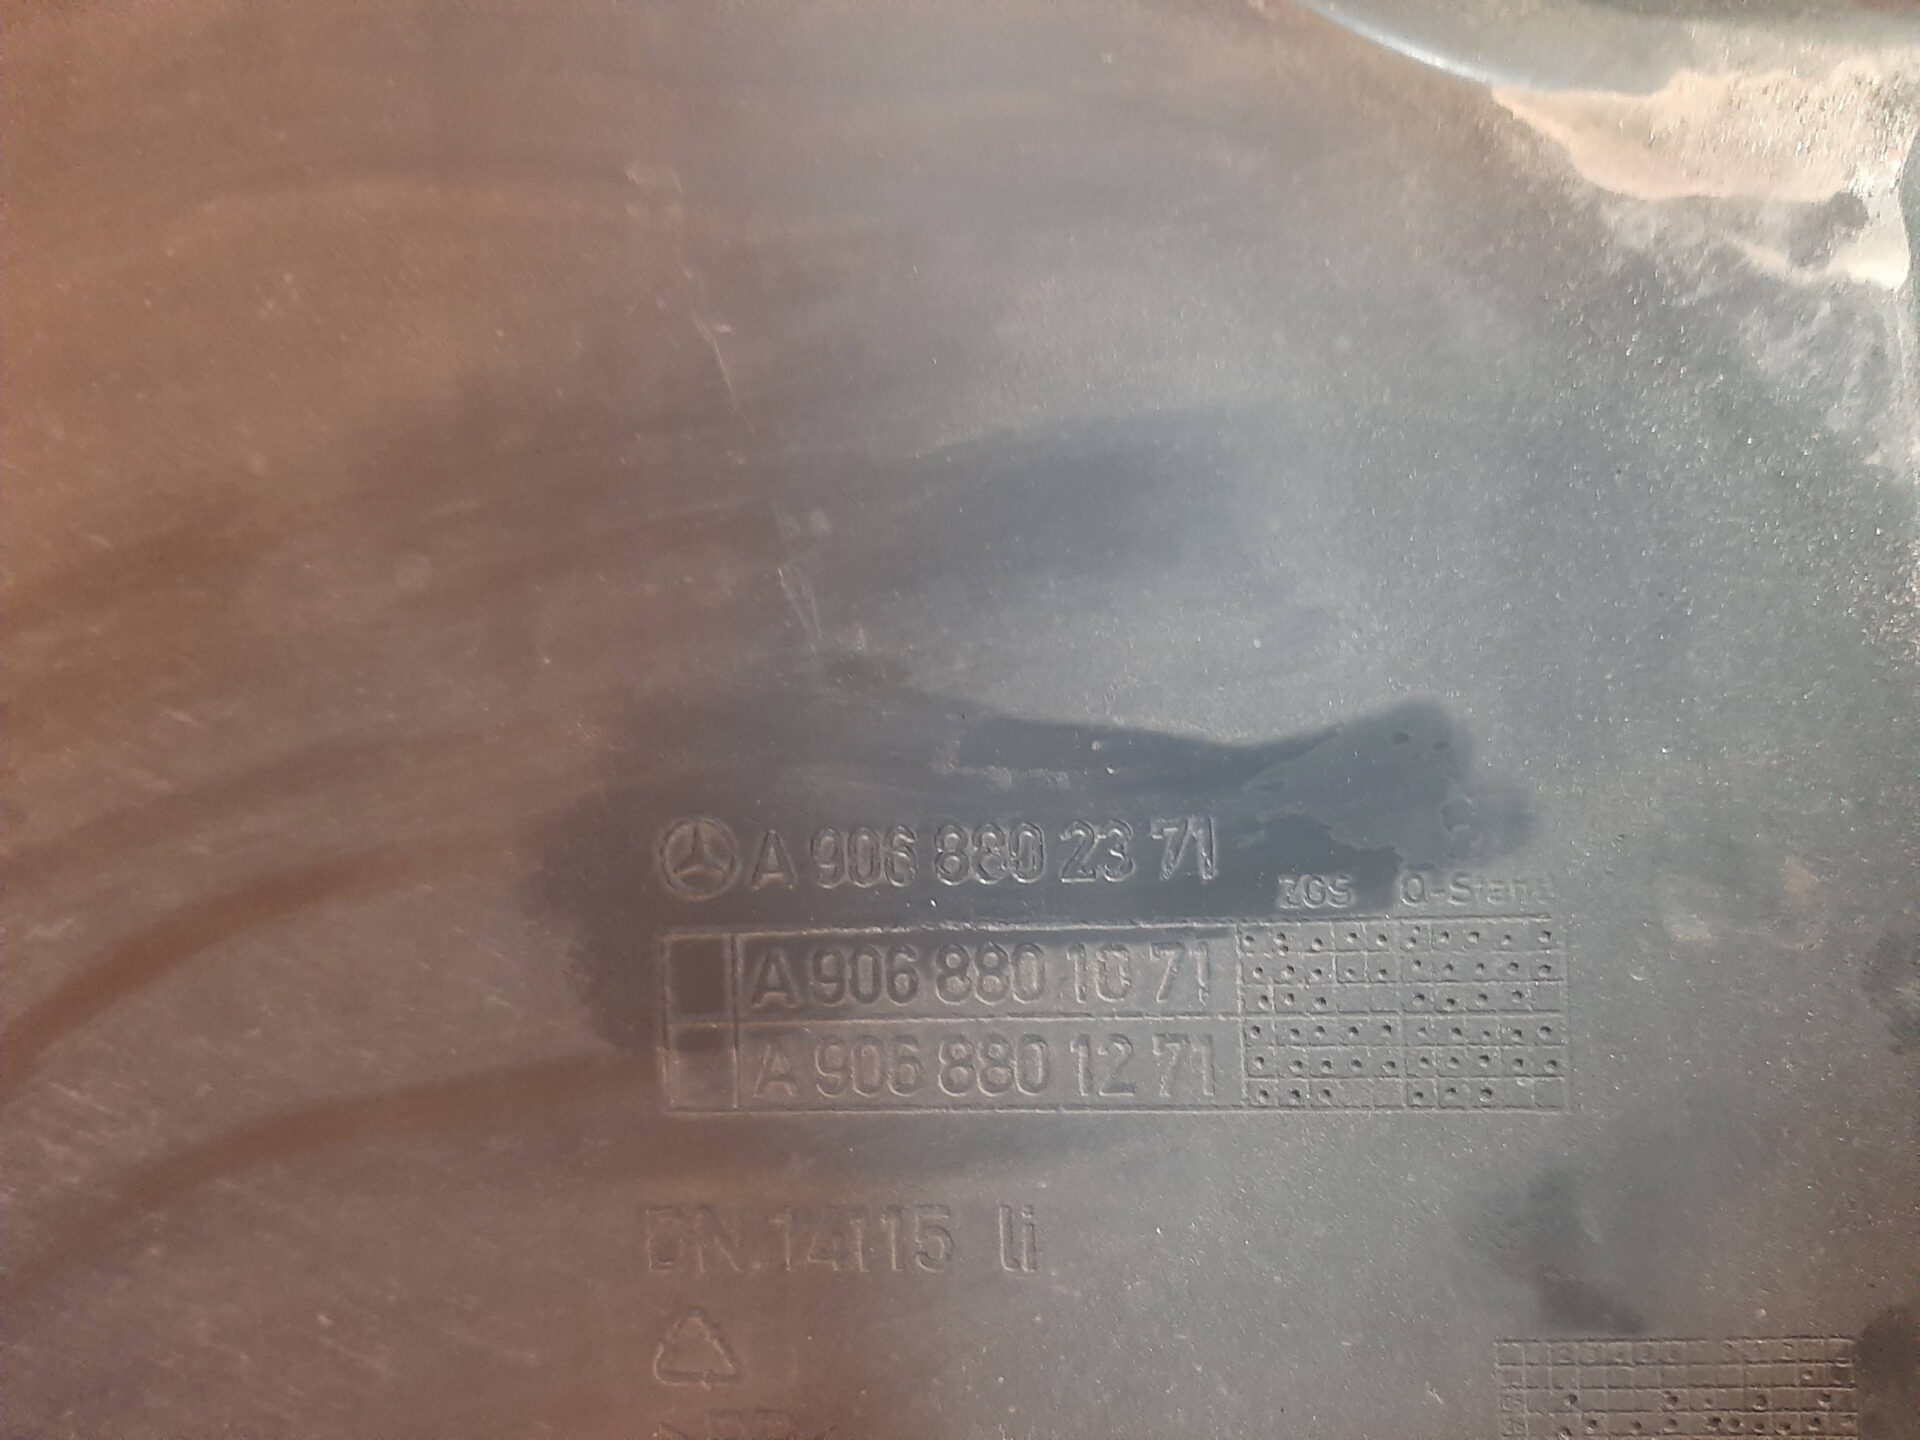 A 906 880 23 71
ZGS Q-Stand
A 906 880 10 71
A 906 880 12 71
DN.14115 li